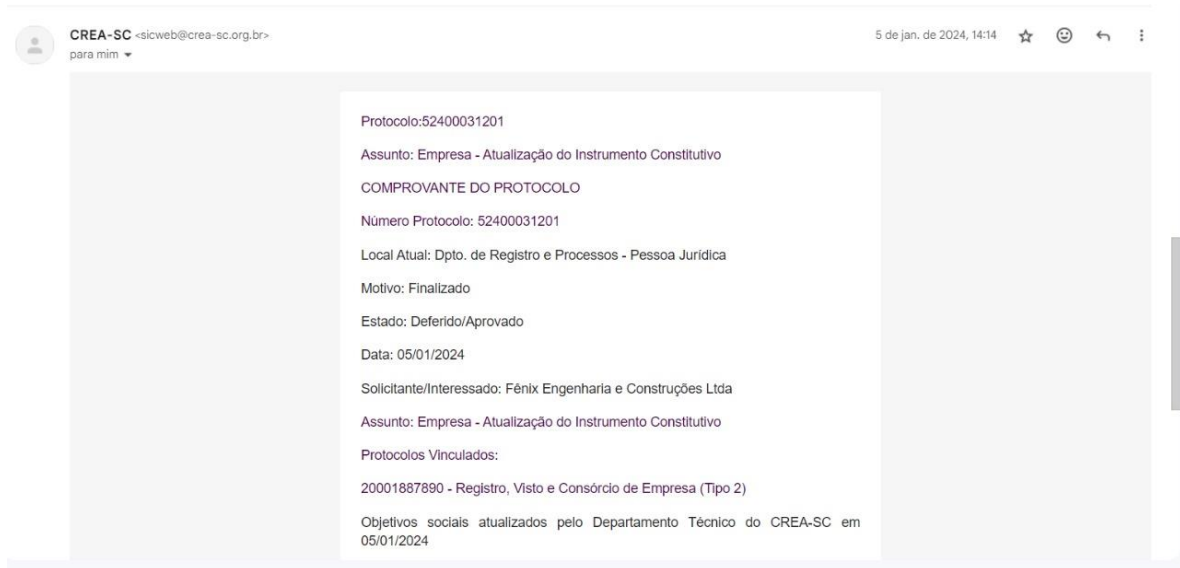 CREA-SC <sicweb@crea-sc.org.br>
5 de jan. de 2024, 14:14
para mim
Protocolo:52400031201
Assunto: Empresa - Atualização do Instrumento Constitutivo
COMPROVANTE DO PROTOCOLO
Número Protocolo: 52400031201
Local Atual: Dpto. de Registro e Processos - Pessoa Jurídica
Motivo: Finalizado
Estado: Deferido/Aprovado
Data: 05/01/2024
Solicitante/Interessado: Fênix Engenharia e Construções Ltda
Assunto: Empresa - Atualização do Instrumento Constitutivo
Protocolos Vinculados:
20001887890 - Registro, Visto e Consórcio de Empresa (Tipo 2)
Objetivos sociais atualizados pelo Departamento Técnico do CREA-SC em
05/01/2024